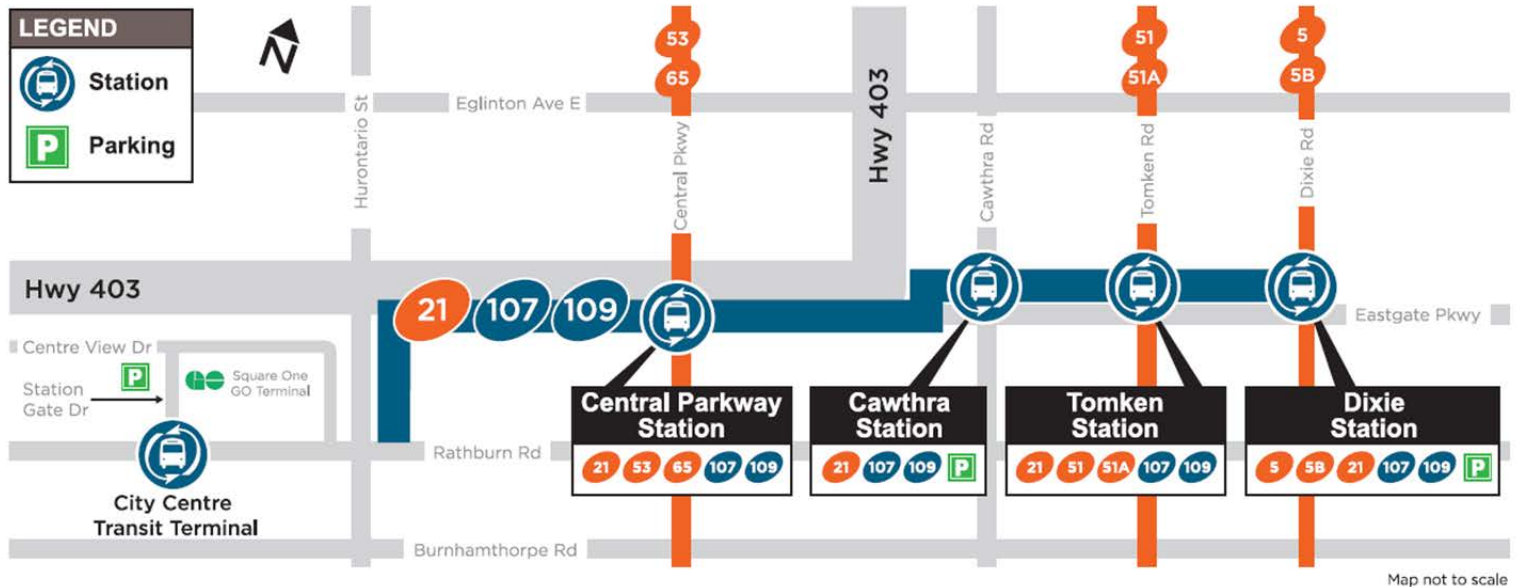 LEGEND
Station
P
Parking
N
53
65
51
51A
5
5B
Eglinton Ave E
Hurontario St
Central Pkwy
Hwy 403
Cawthra Rd
Tomken Rd
Dixie Rd
Hwy 403
21
107
109
Eastgate Pkwy
Centre View Dr
P
Station
Gate Dr
GO
Square One
GO Terminal
Rathburn Rd
City Centre
Transit Terminal
Central Parkway
Station
21 53 65 107 109
Cawthra
Station
21 107 109 P
Tomken
Station
21 51 51A 107 109
Dixie
Station
5 5B 21 107 109 P
Burnhamthorpe Rd
Map not to scale